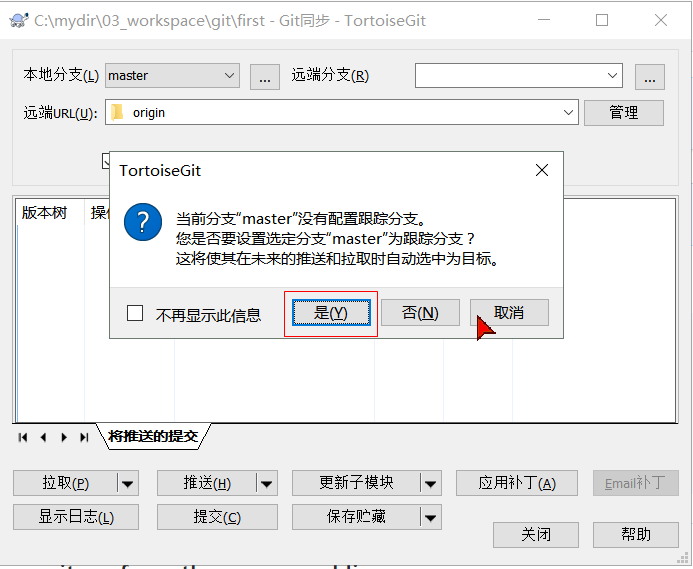 C:\mydir\03_workspace\git\first - Git同步 - TortoiseGit
本地分支(L) master ... 远端分支(R) ...
远端URL(U): origin 管理
TortoiseGit
版本树
当前分支“master”没有配置跟踪分支。
您是否要设置选定分支“master”为跟踪分支？
这将使其在未来的推送和拉取时自动选中为目标。
不再显示此信息 是(Y) 否(N) 取消
将推送的提交
拉取(P) 推送(H) 更新子模块 应用补丁(A) Email补丁
显示日志(L) 提交(C) 保存贮藏
关闭 帮助